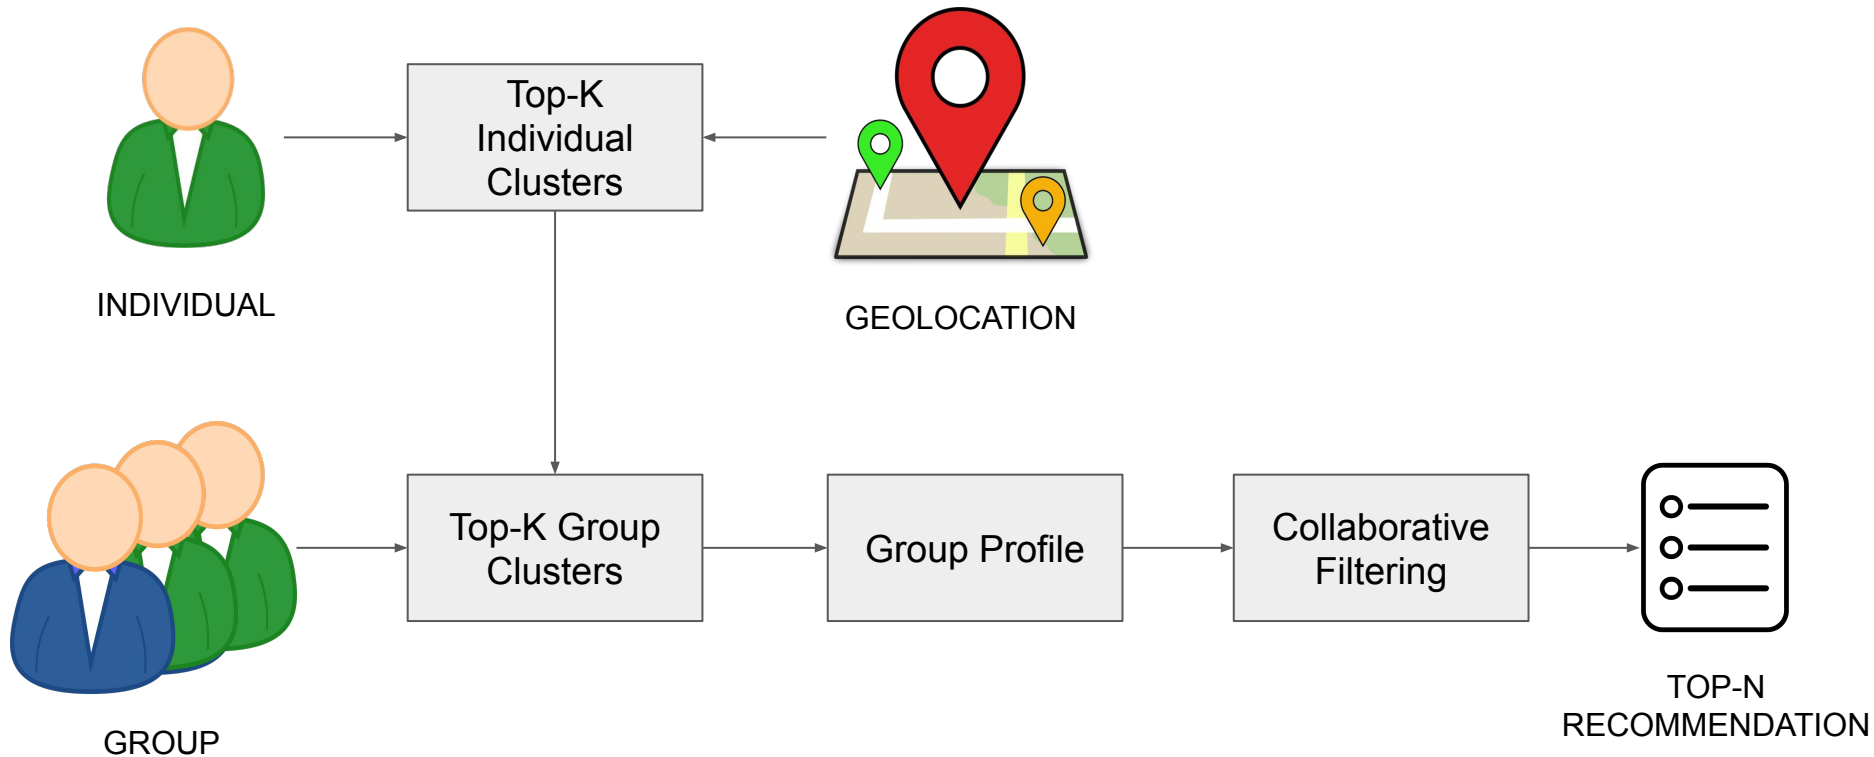 Top-K
Individual
Clusters
INDIVIDUAL
GEOLOCATION
Top-K Group
Clusters
Group Profile
Collaborative
Filtering
GROUP
TOP-N
RECOMMENDATION